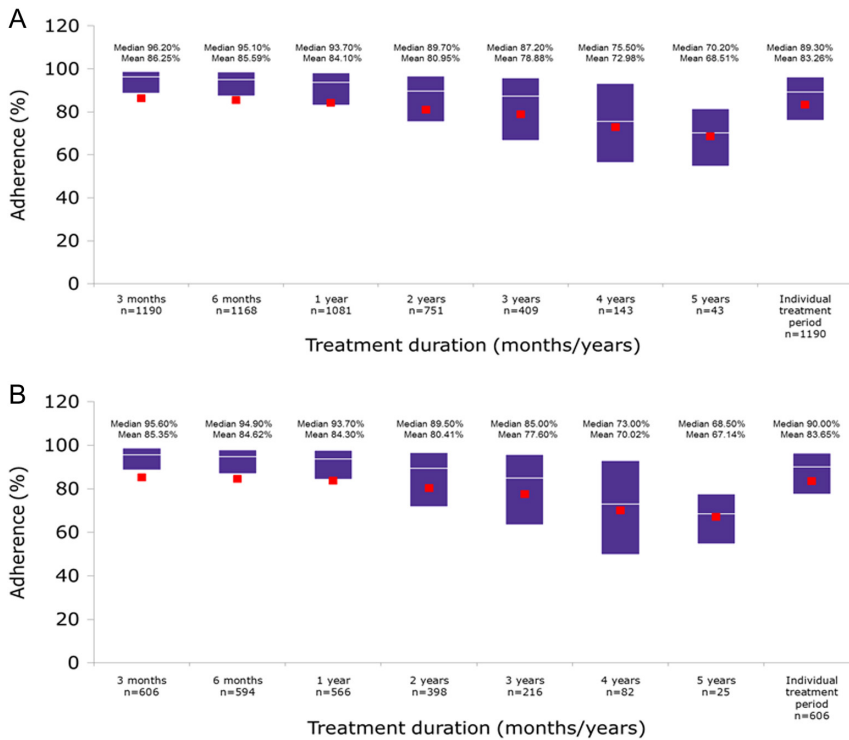 A
120
100
80
60
40
20
0
Adherence (%)
Median 96.20%
Mean 86.25%
Median 95.10%
Mean 85.59%
Median 93.70%
Mean 84.10%
Median 89.70%
Mean 80.95%
Median 87.20%
Mean 78.88%
Median 75.50%
Mean 72.98%
Median 70.20%
Mean 68.51%
Median 89.30%
Mean 83.26%
3 months
n=1190
6 months
n=1168
1 year
n=1081
2 years
n=751
3 years
n=409
4 years
n=143
5 years
n=43
Individual
treatment
period
n=1190
Treatment duration (months/years)
B
120
100
80
60
40
20
0
Adherence (%)
Median 95.60%
Mean 85.35%
Median 94.90%
Mean 84.62%
Median 93.70%
Mean 84.30%
Median 89.50%
Mean 80.41%
Median 85.00%
Mean 77.60%
Median 73.00%
Mean 70.02%
Median 68.50%
Mean 67.14%
Median 90.00%
Mean 83.65%
3 months
n=606
6 months
n=594
1 year
n=566
2 years
n=398
3 years
n=216
4 years
n=82
5 years
n=25
Individual
treatment
period
n=606
Treatment duration (months/years)